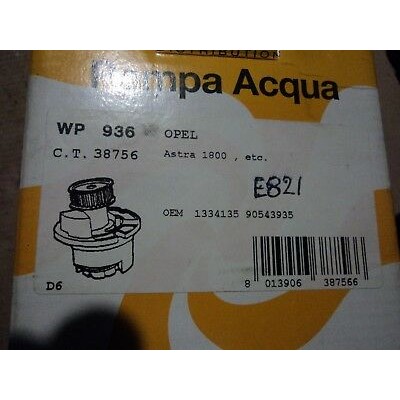 Pompa Acqua
WP 936 OPEL
C.T. 38756 Astra 1800 , etc.
E821
OEM 1334135 90543935
D6
8 013906 387566